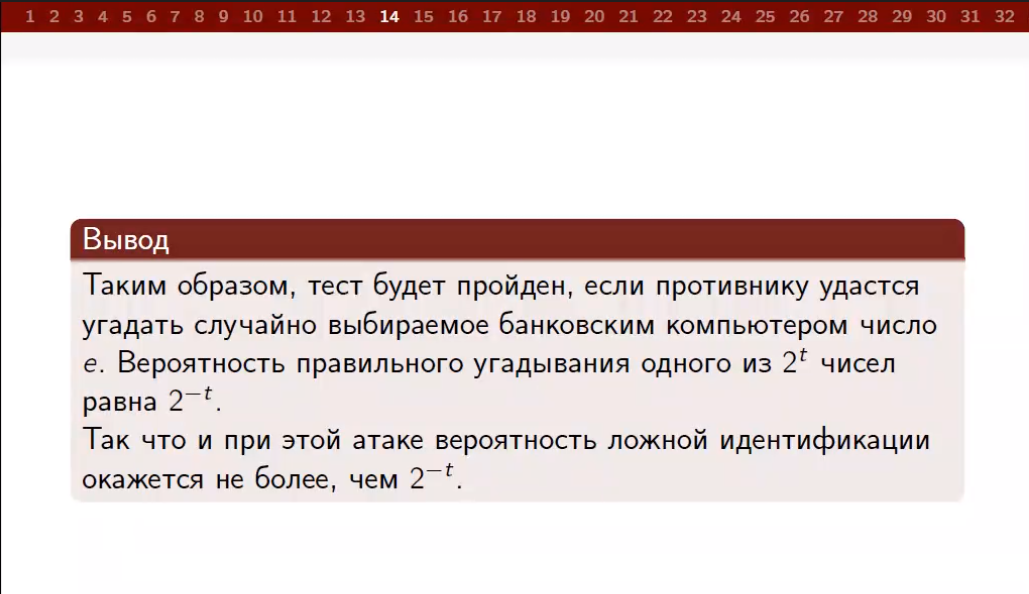 1 2 3 4 5 6 7 8 9 10 11 12 13 14 15 16 17 18 19 20 21 22 23 24 25 26 27 28 29 30 31 32
Вывод
Таким образом, тест будет пройден, если противнику удастся
угадать случайно выбираемое банковским компьютером число
e. Вероятность правильного угадывания одного из 2^t чисел
равна 2^{−t}.
Так что и при этой атаке вероятность ложной идентификации
окажется не более, чем 2^{−t}.